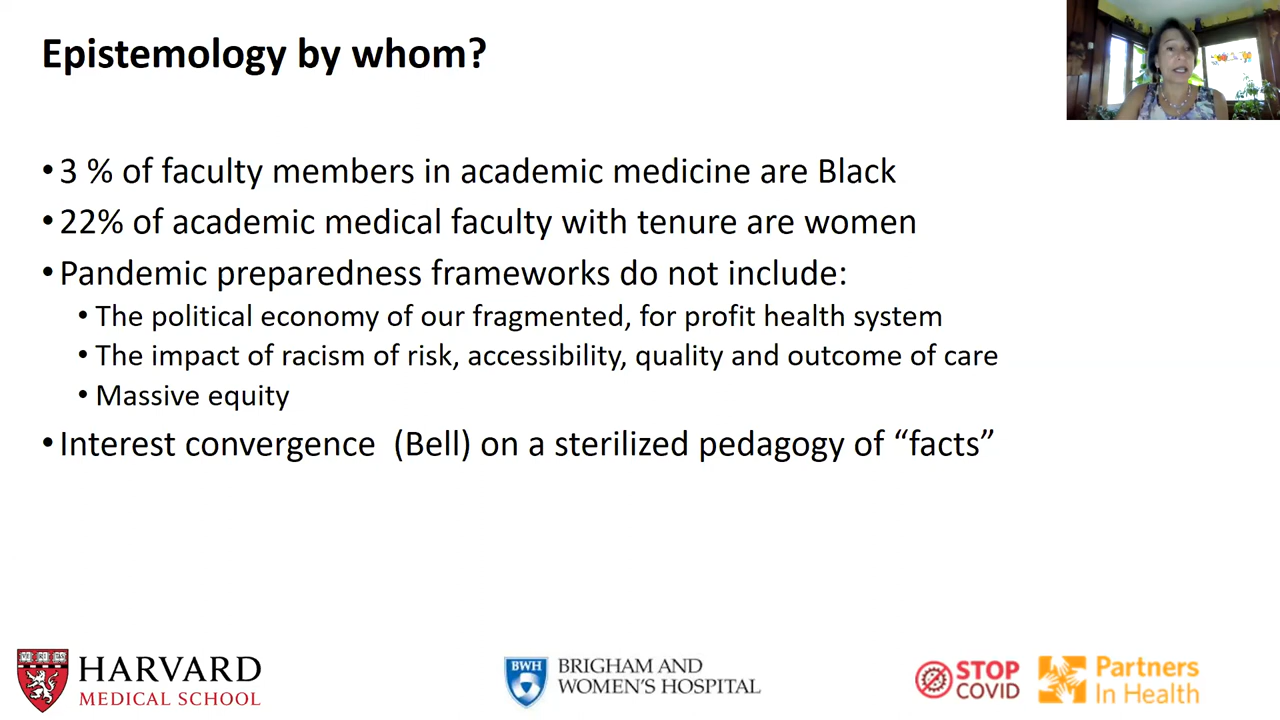 Epistemology by whom?
• 3 % of faculty members in academic medicine are Black
• 22% of academic medical faculty with tenure are women
• Pandemic preparedness frameworks do not include:
• The political economy of our fragmented, for profit health system
• The impact of racism of risk, accessibility, quality and outcome of care
• Massive equity
• Interest convergence (Bell) on a sterilized pedagogy of “facts”
HARVARD
MEDICAL SCHOOL
BWH
BRIGHAM AND
WOMEN'S HOSPITAL
STOP
COVID
Partners
In Health